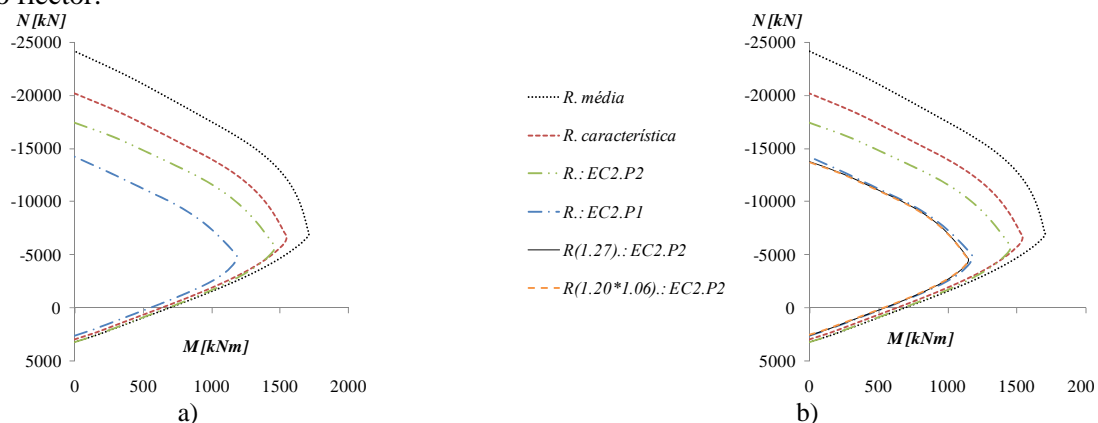 o flector.
N [kN]
-25000
-20000
-15000
-10000
-5000
0
5000
M [kNm]
0 500 1000 1500 2000
a)
R. média
R. característica
R.: EC2.P2
R.: EC2.P1
R(1.27).: EC2.P2
R(1.20*1.06).: EC2.P2
N [kN]
-25000
-20000
-15000
-10000
-5000
0
5000
M [kNm]
0 500 1000 1500 200
b)